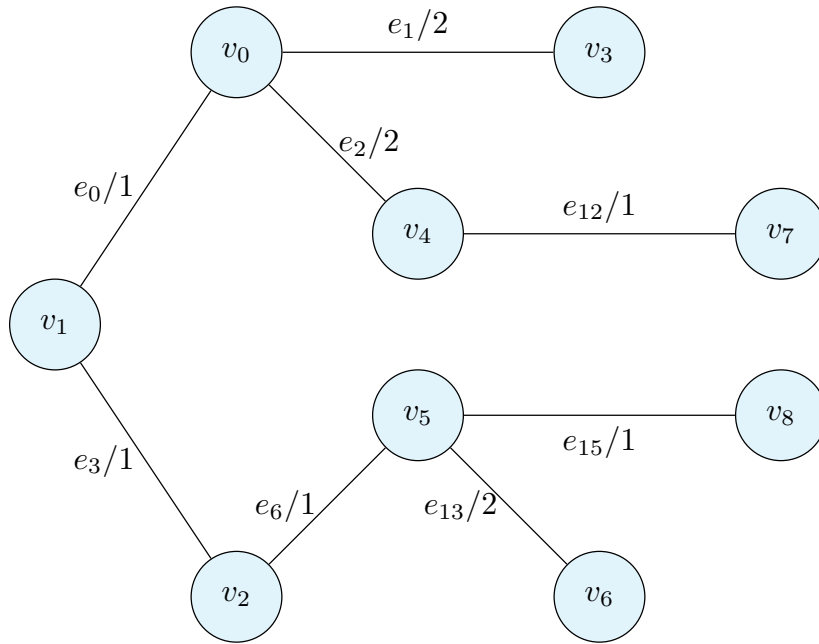 e₁/2
v₀
v₃
e₂/2
e₀/1
e₁₂/1
v₄
v₇
v₁
v₅
v₈
e₃/1
e₁₅/1
e₆/1
e₁₃/2
v₂
v₆